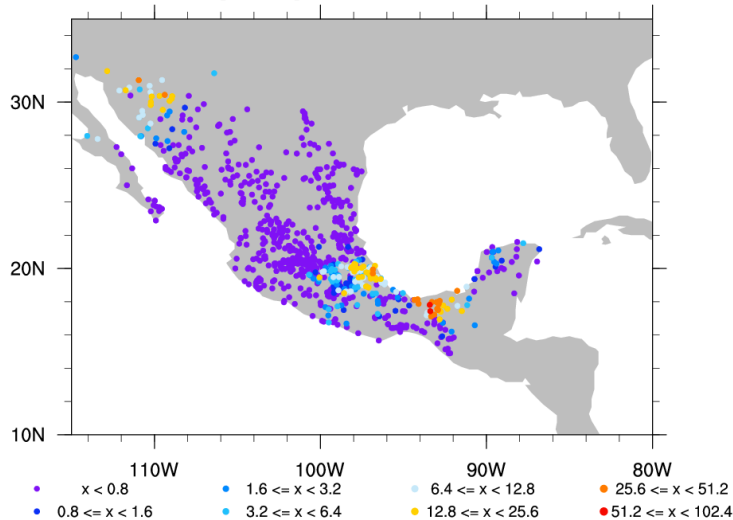 30N
20N
10N
110W 100W 90W 80W
x < 0.8 1.6 <= x < 3.2 6.4 <= x < 12.8 25.6 <= x < 51.2
0.8 <= x < 1.6 3.2 <= x < 6.4 12.8 <= x < 25.6 51.2 <= x < 102.4